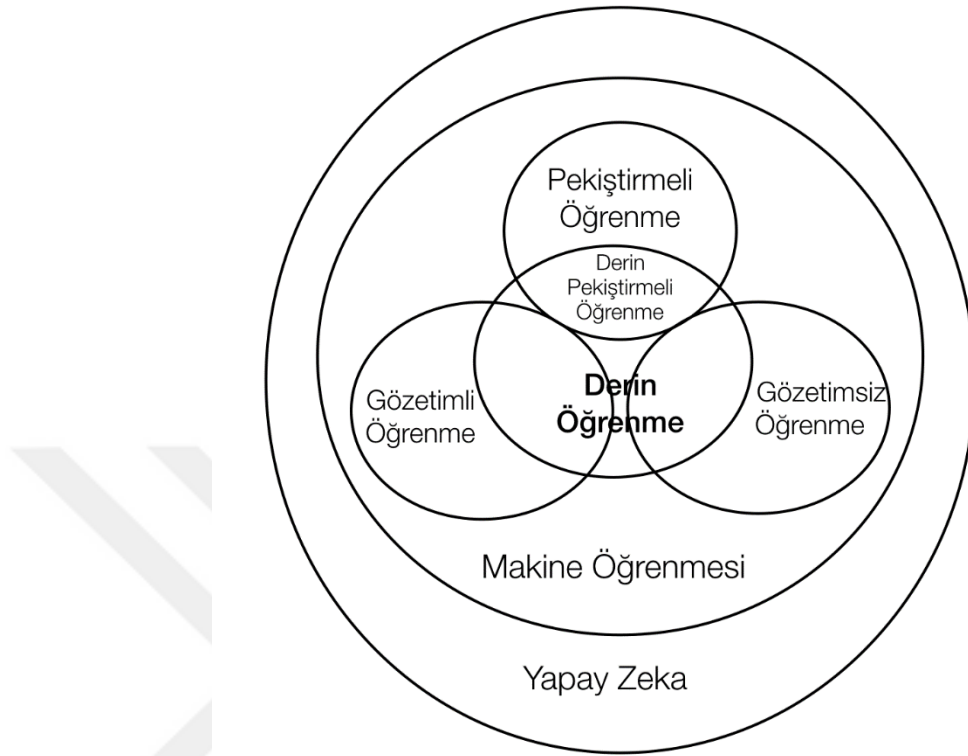 Pekiştirmeli
Öğrenme
Derin
Pekiştirmeli
Öğrenme
Gözetimli
Öğrenme
Derin
Öğrenme
Gözetimsiz
Öğrenme
Makine Öğrenmesi
Yapay Zeka